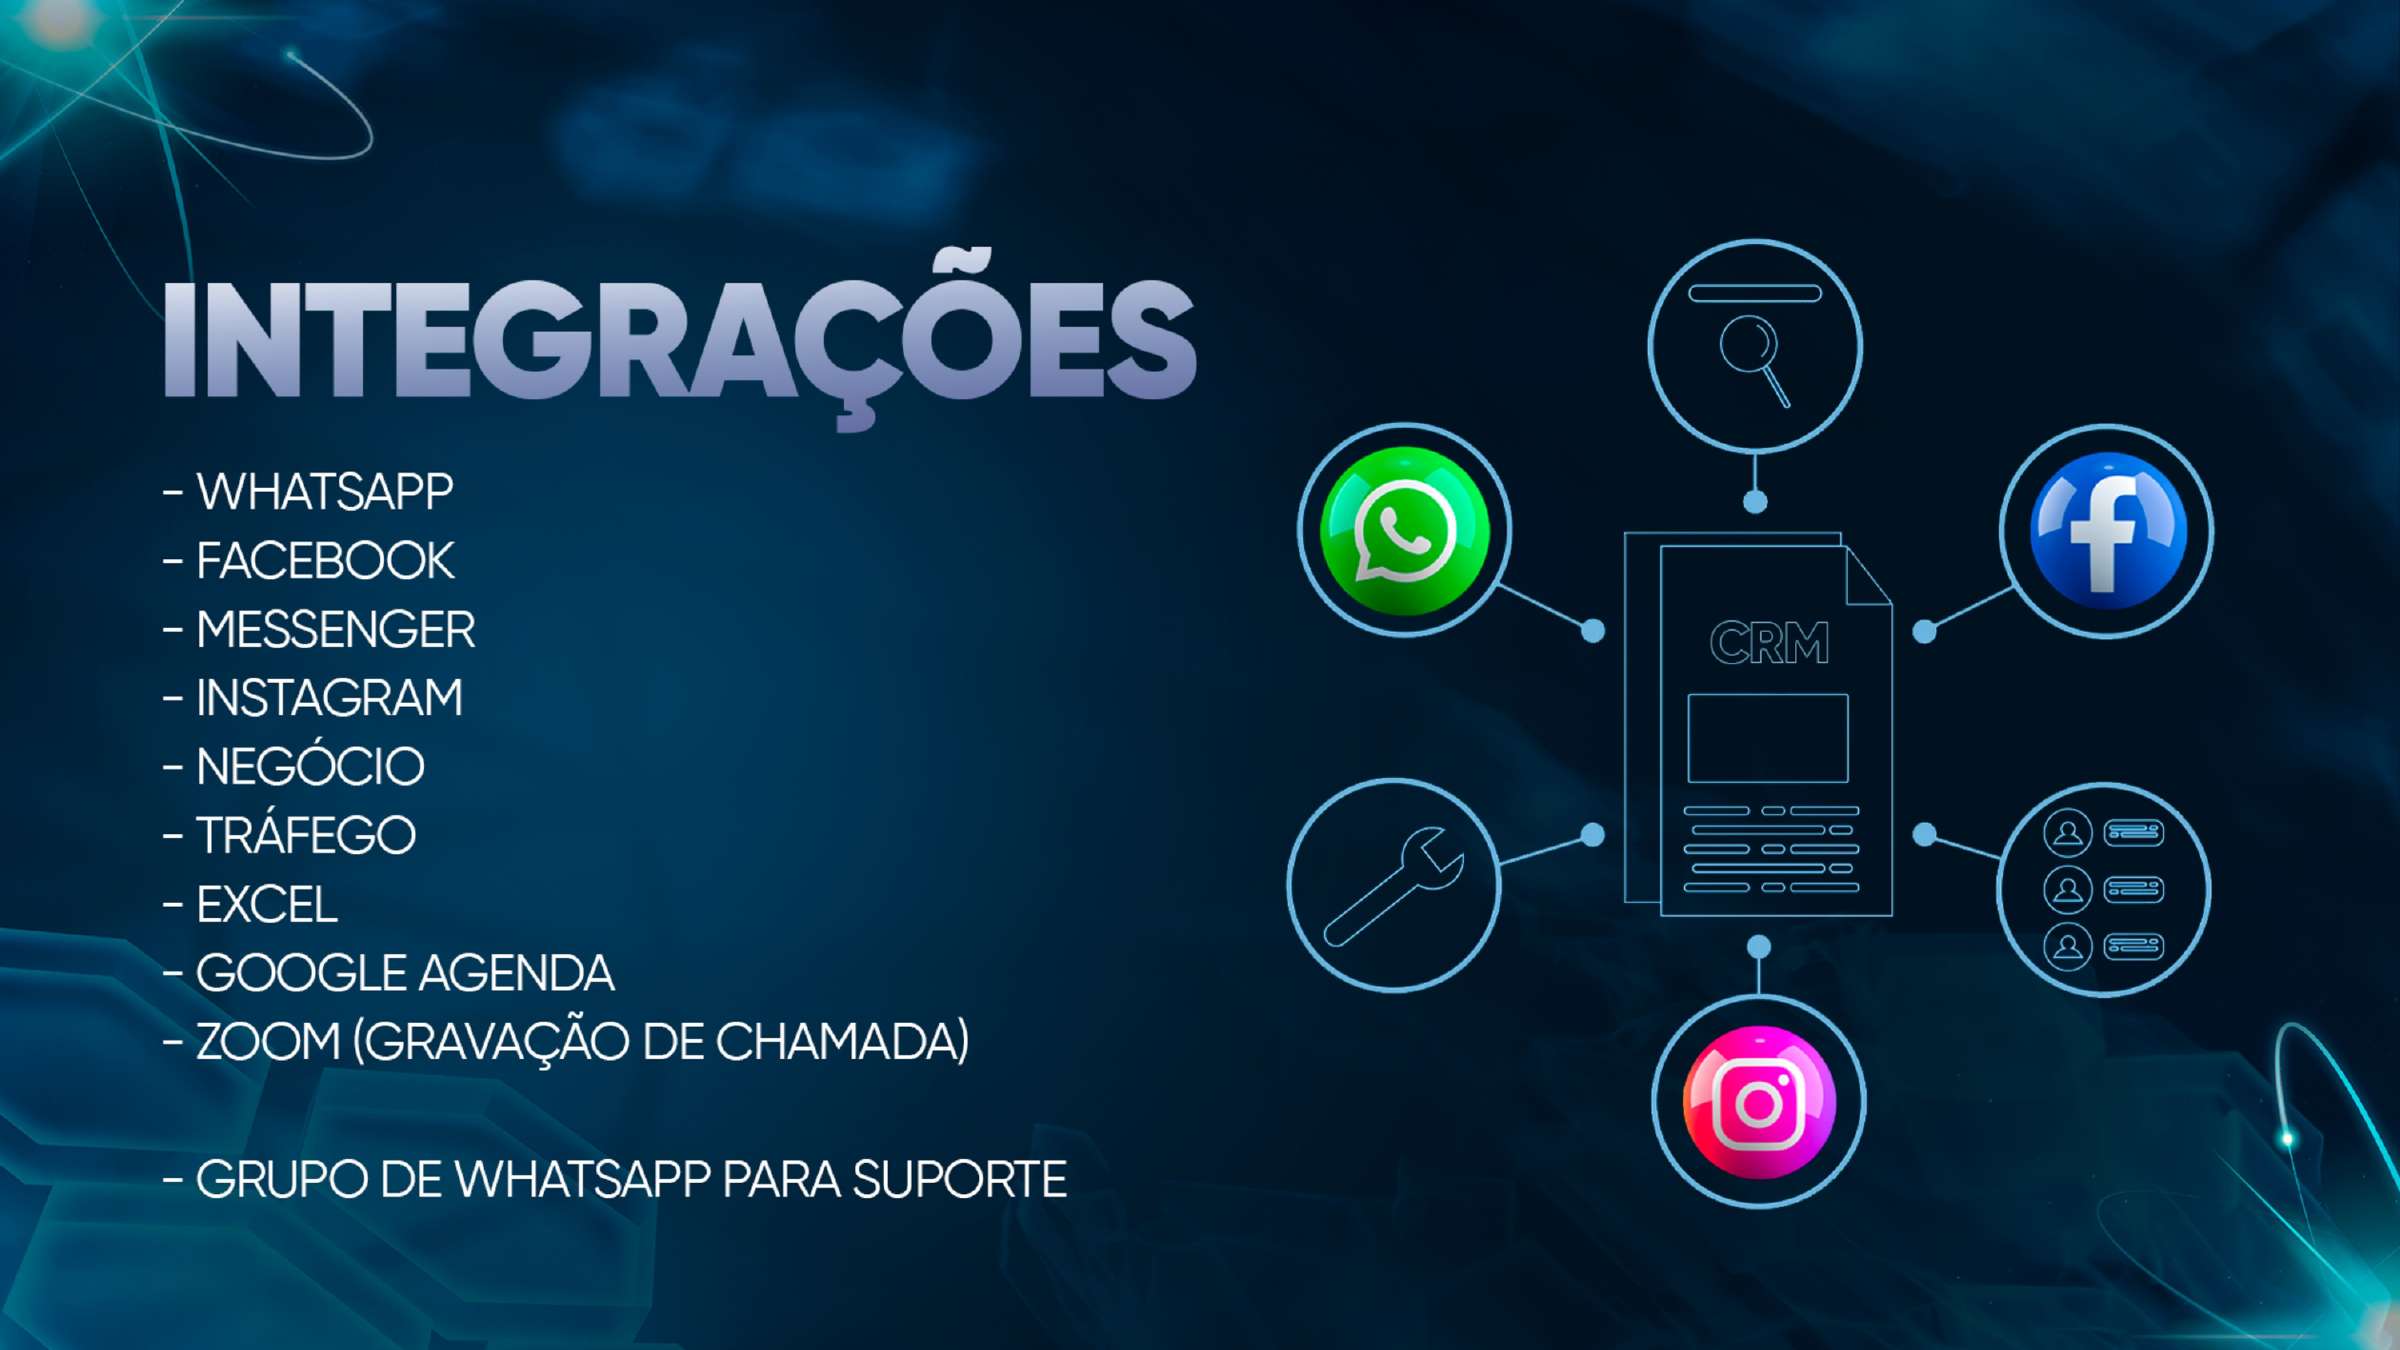 INTEGRAÇÕES
- WHATSAPP
- FACEBOOK
- MESSENGER
- INSTAGRAM
- NEGÓCIO
- TRÁFEGO
- EXCEL
- GOOGLE AGENDA
- ZOOM (GRAVAÇÃO DE CHAMADA)
- GRUPO DE WHATSAPP PARA SUPORTE
CRM